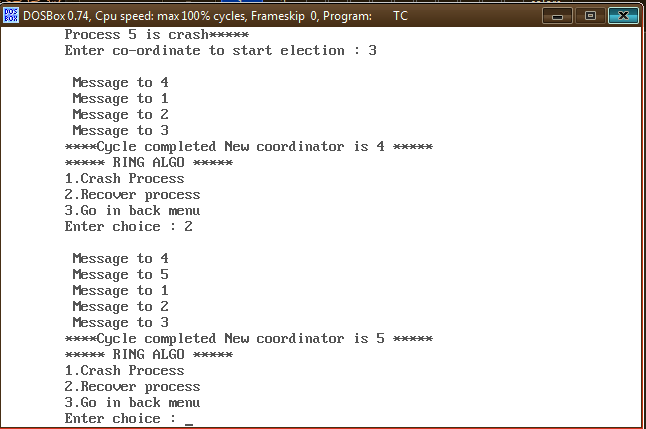 DOS
BOX
DOSBox 0.74, Cpu speed: max 100% cycles, Frameskip 0, Program: TC
Process 5 is crash*****
Enter co-ordinate to start election : 3
Message to 4
Message to 1
Message to 2
Message to 3
****Cycle completed New coordinator is 4 *****
***** RING ALGO *****
1.Crash Process
2.Recover process
3.Go in back menu
Enter choice : 2
Message to 4
Message to 5
Message to 1
Message to 2
Message to 3
****Cycle completed New coordinator is 5 *****
***** RING ALGO *****
1.Crash Process
2.Recover process
3.Go in back menu
Enter choice : _